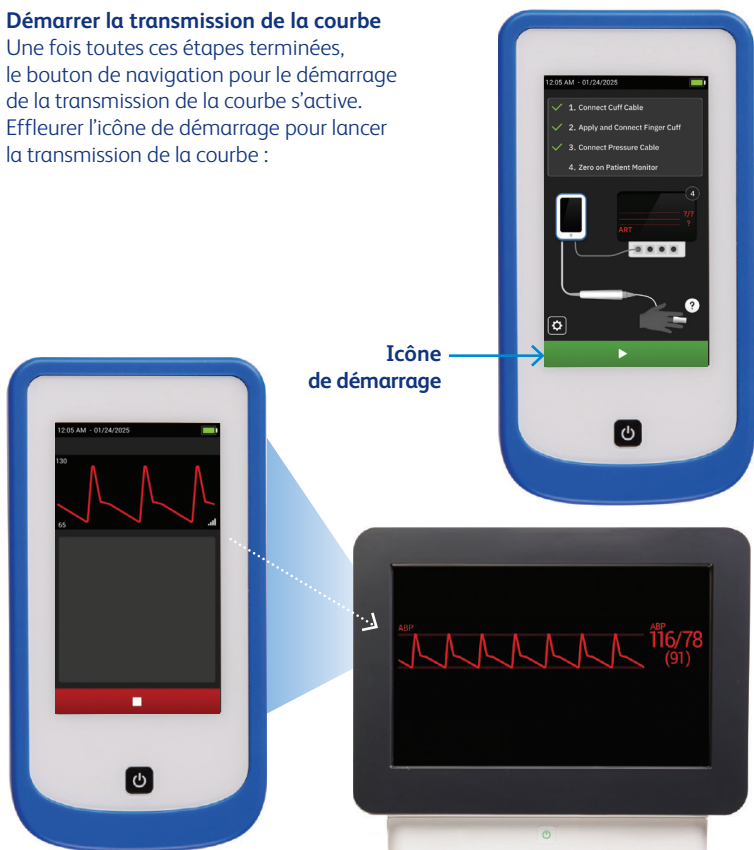 Démarrer la transmission de la courbe
Une fois toutes ces étapes terminées,
le bouton de navigation pour le démarrage
de la transmission de la courbe s’active.
Effleurer l’icône de démarrage pour lancer
la transmission de la courbe :
12:05 AM - 01/24/2025
1. Connect Cuff Cable
2. Apply and Connect Finger Cuff
3. Connect Pressure Cable
4. Zero on Patient Monitor
4
?/?
?
ART
?
Icône
de démarrage
12:05 AM - 01/24/2025
130
65
ABP
ABP
116/78
(91)